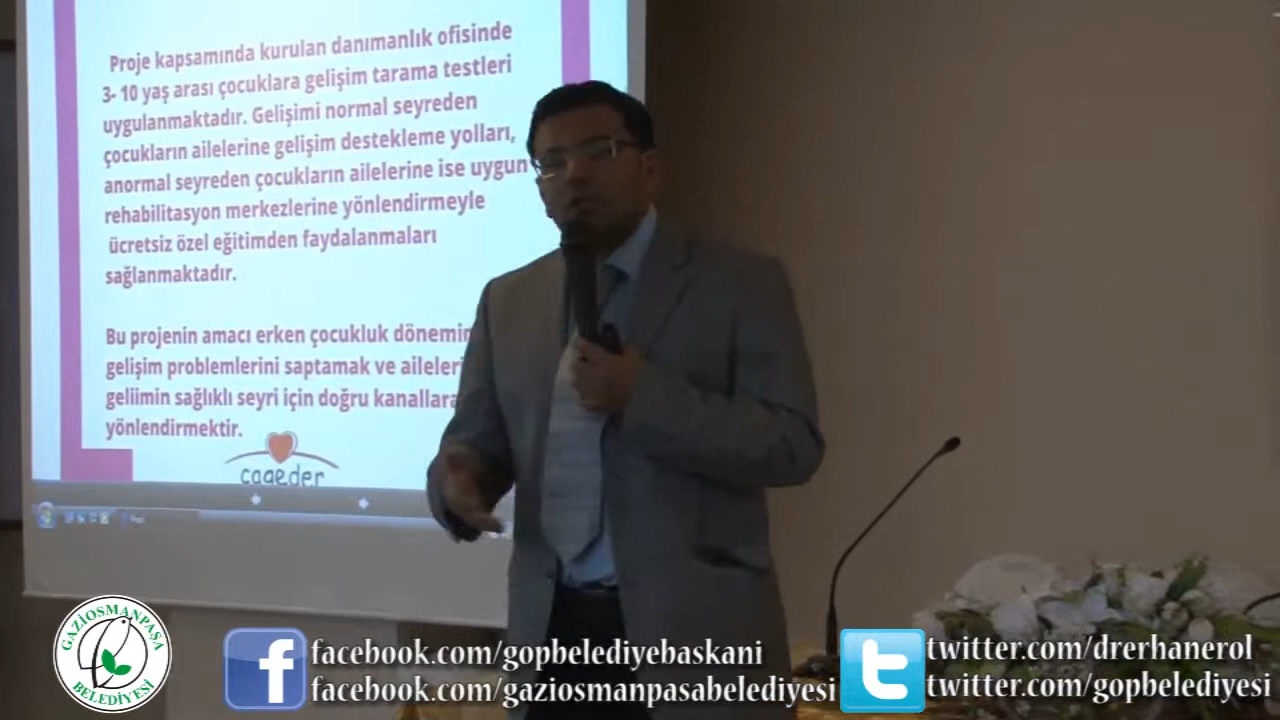 Proje kapsamında kurulan danımanlık ofisinde
3- 10 yaş arası çocuklara gelişim tarama testleri
uygulanmaktadır. Gelişimi normal seyreden
çocukların ailelerine gelişim destekleme yolları,
anormal seyreden çocukların ailelerine ise uygun
rehabilitasyon merkezlerine yönlendirmeyle
ücretsiz özel eğitimden faydalanmaları
sağlanmaktadır.
Bu projenin amacı erken çocukluk dönemin
gelişim problemlerini saptamak ve aileleri
geliimin sağlıklı seyri için doğru kanallara
yönlendirmektir.
cageder
GAZİOSMANPAŞA
BELEDİYESİ
facebook.com/gopbelediyebaskani
facebook.com/gaziosmanpasabelediyesi
twitter.com/drerhanerol
twitter.com/gopbelediyesi